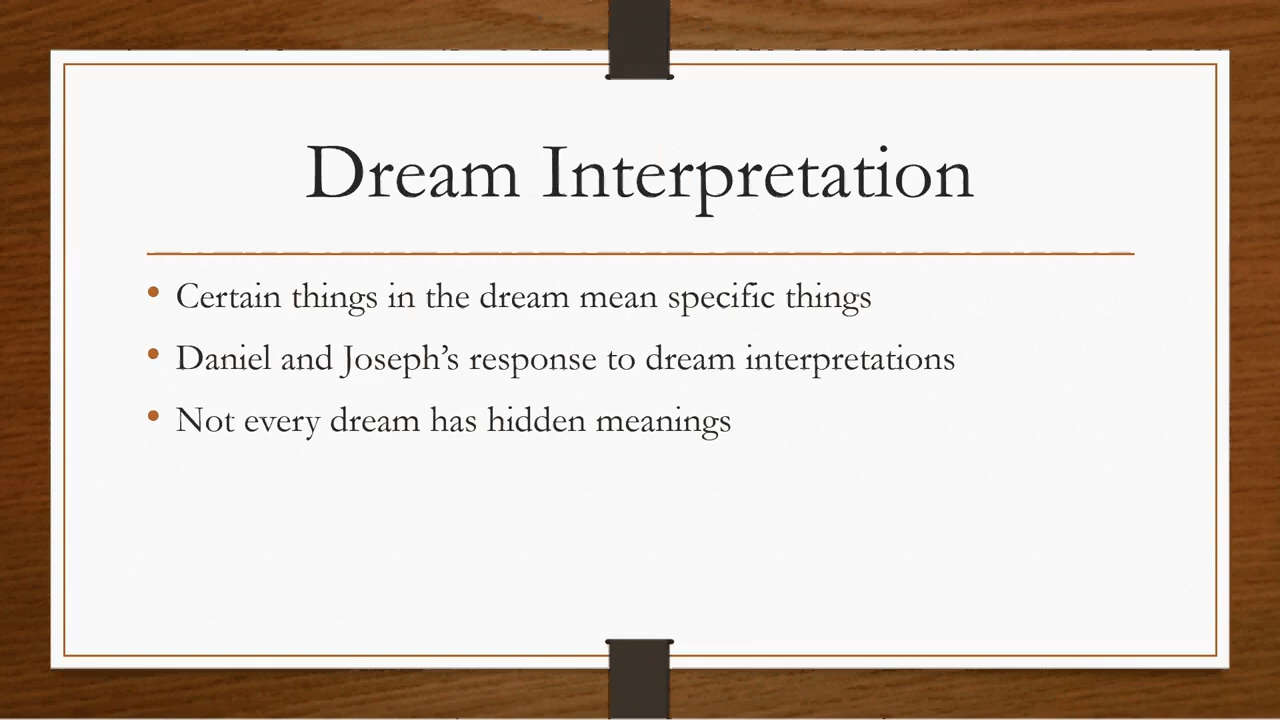 Dream Interpretation
• Certain things in the dream mean specific things
• Daniel and Joseph’s response to dream interpretations
• Not every dream has hidden meanings